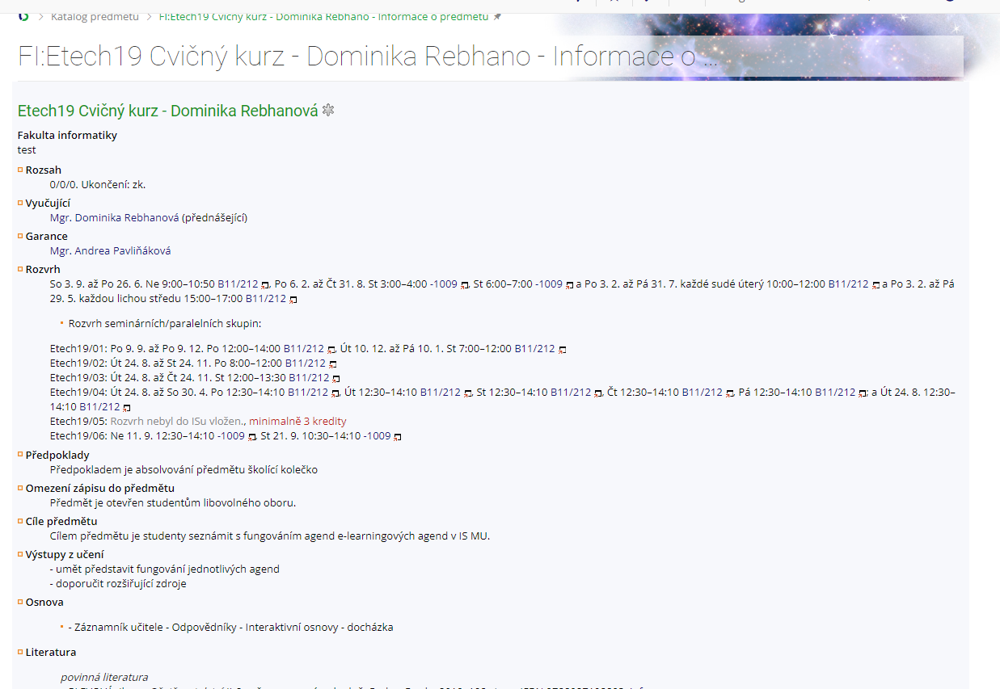 Katalog předmětů > FI:Etech19 Cvičný kurz - Dominika Rebhano - Informace o předmětu
FI:Etech19 Cvičný kurz - Dominika Rebhano - Informace o ...
Etech19 Cvičný kurz - Dominika Rebhanová
Fakulta informatiky
test
Rozsah
0/0/0. Ukončení: zk.
Vyučující
Mgr. Dominika Rebhanová (přednášející)
Garance
Mgr. Andrea Pavliňáková
Rozvrh
So 3. 9. až Po 26. 6. Ne 9:00–10:50 B11/212 , Po 6. 2. až Čt 31. 8. St 3:00–4:00 -1009 , St 6:00–7:00 -1009 a Po 3. 2. až Pá 31. 7. každé sudé úterý 10:00–12:00 B11/212 a Po 3. 2. až Pá
29. 5. každou lichou středu 15:00–17:00 B11/212
Rozvrh seminárních/paralelních skupin:
Etech19/01: Po 9. 9. až Po 9. 12. Po 12:00–14:00 B11/212 , Út 10. 12. až Pá 10. 1. St 7:00–12:00 B11/212
Etech19/02: Út 24. 8. až St 24. 11. Po 8:00–12:00 B11/212
Etech19/03: Út 24. 8. až Čt 24. 11. St 12:00–13:30 B11/212
Etech19/04: Út 24. 8. až So 30. 4. Po 12:30–14:10 B11/212 , Út 12:30–14:10 B11/212 , St 12:30–14:10 B11/212 , Čt 12:30–14:10 B11/212 , Pá 12:30–14:10 B11/212 ; a Út 24. 8. 12:30–
14:10 B11/212
Etech19/05: Rozvrh nebyl do ISu vložen., minimalně 3 kredity
Etech19/06: Ne 11. 9. 12:30–14:10 -1009 , St 21. 9. 10:30–14:10 -1009
Předpoklady
Předpokladem je absolvování předmětu školící kolečko
Omezení zápisu do předmětu
Předmět je otevřen studentům libovolného oboru.
Cíle předmětu
Cílem předmětu je studenty seznámit s fungováním agend e-learningových agend v IS MU.
Výstupy z učení
- umět představit fungování jednotlivých agend
- doporučit rozšiřující zdroje
Osnova
- Záznamník učitele - Odpovědníky - Interaktivní osnovy - docházka
Literatura
povinná literatura